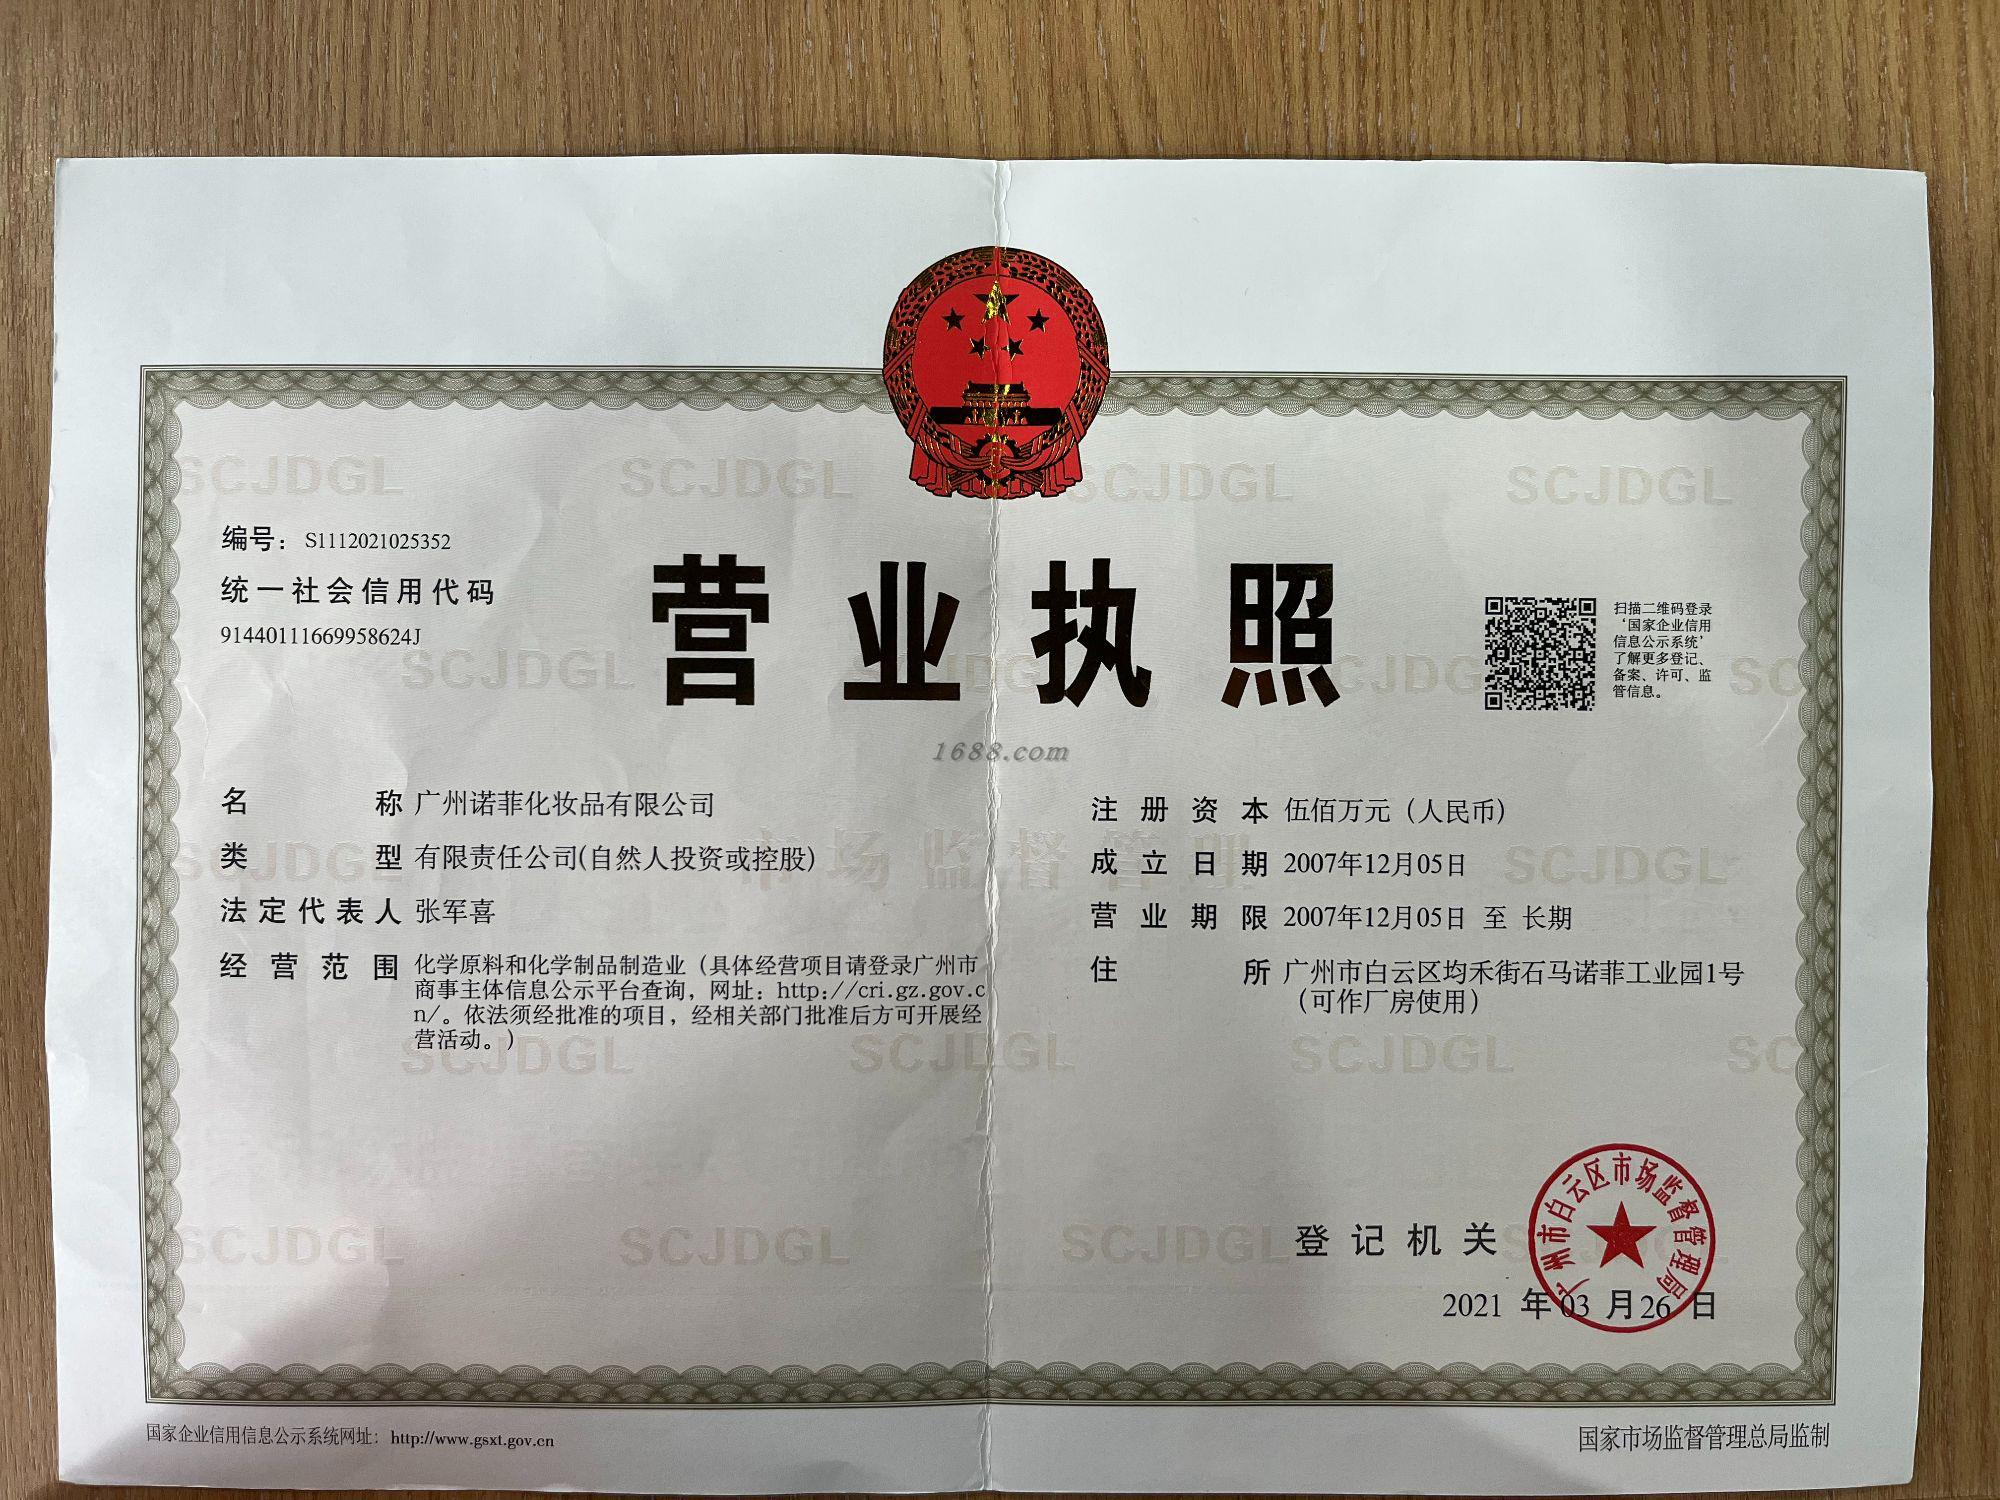 编号：S1112021025352
统一社会信用代码
91440111669958624J
营业执照
扫描二维码登录
‘国家企业信用
信息公示系统’
了解更多登记、
备案、许可、监
管信息。
1688.com
名称 广州诺菲化妆品有限公司
类型 有限责任公司(自然人投资或控股)
法定代表人 张军喜
经营范围 化学原料和化学制品制造业（具体经营项目请登录广州市
商事主体信息公示平台查询，网址：http://cri.gz.gov.c
n/。依法须经批准的项目，经相关部门批准后方可开展经
营活动。）
注册资本 伍佰万元（人民币）
成立日期 2007年12月05日
营业期限 2007年12月05日 至 长期
住所 广州市白云区均禾街石马诺菲工业园1号
（可作厂房使用）
登记机关
广州市白云区市场监督管理局
2021 年 03 月 26 日
国家企业信用信息公示系统网址：http://www.gsxt.gov.cn
国家市场监督管理总局监制
SCJDGL
市场监督管理